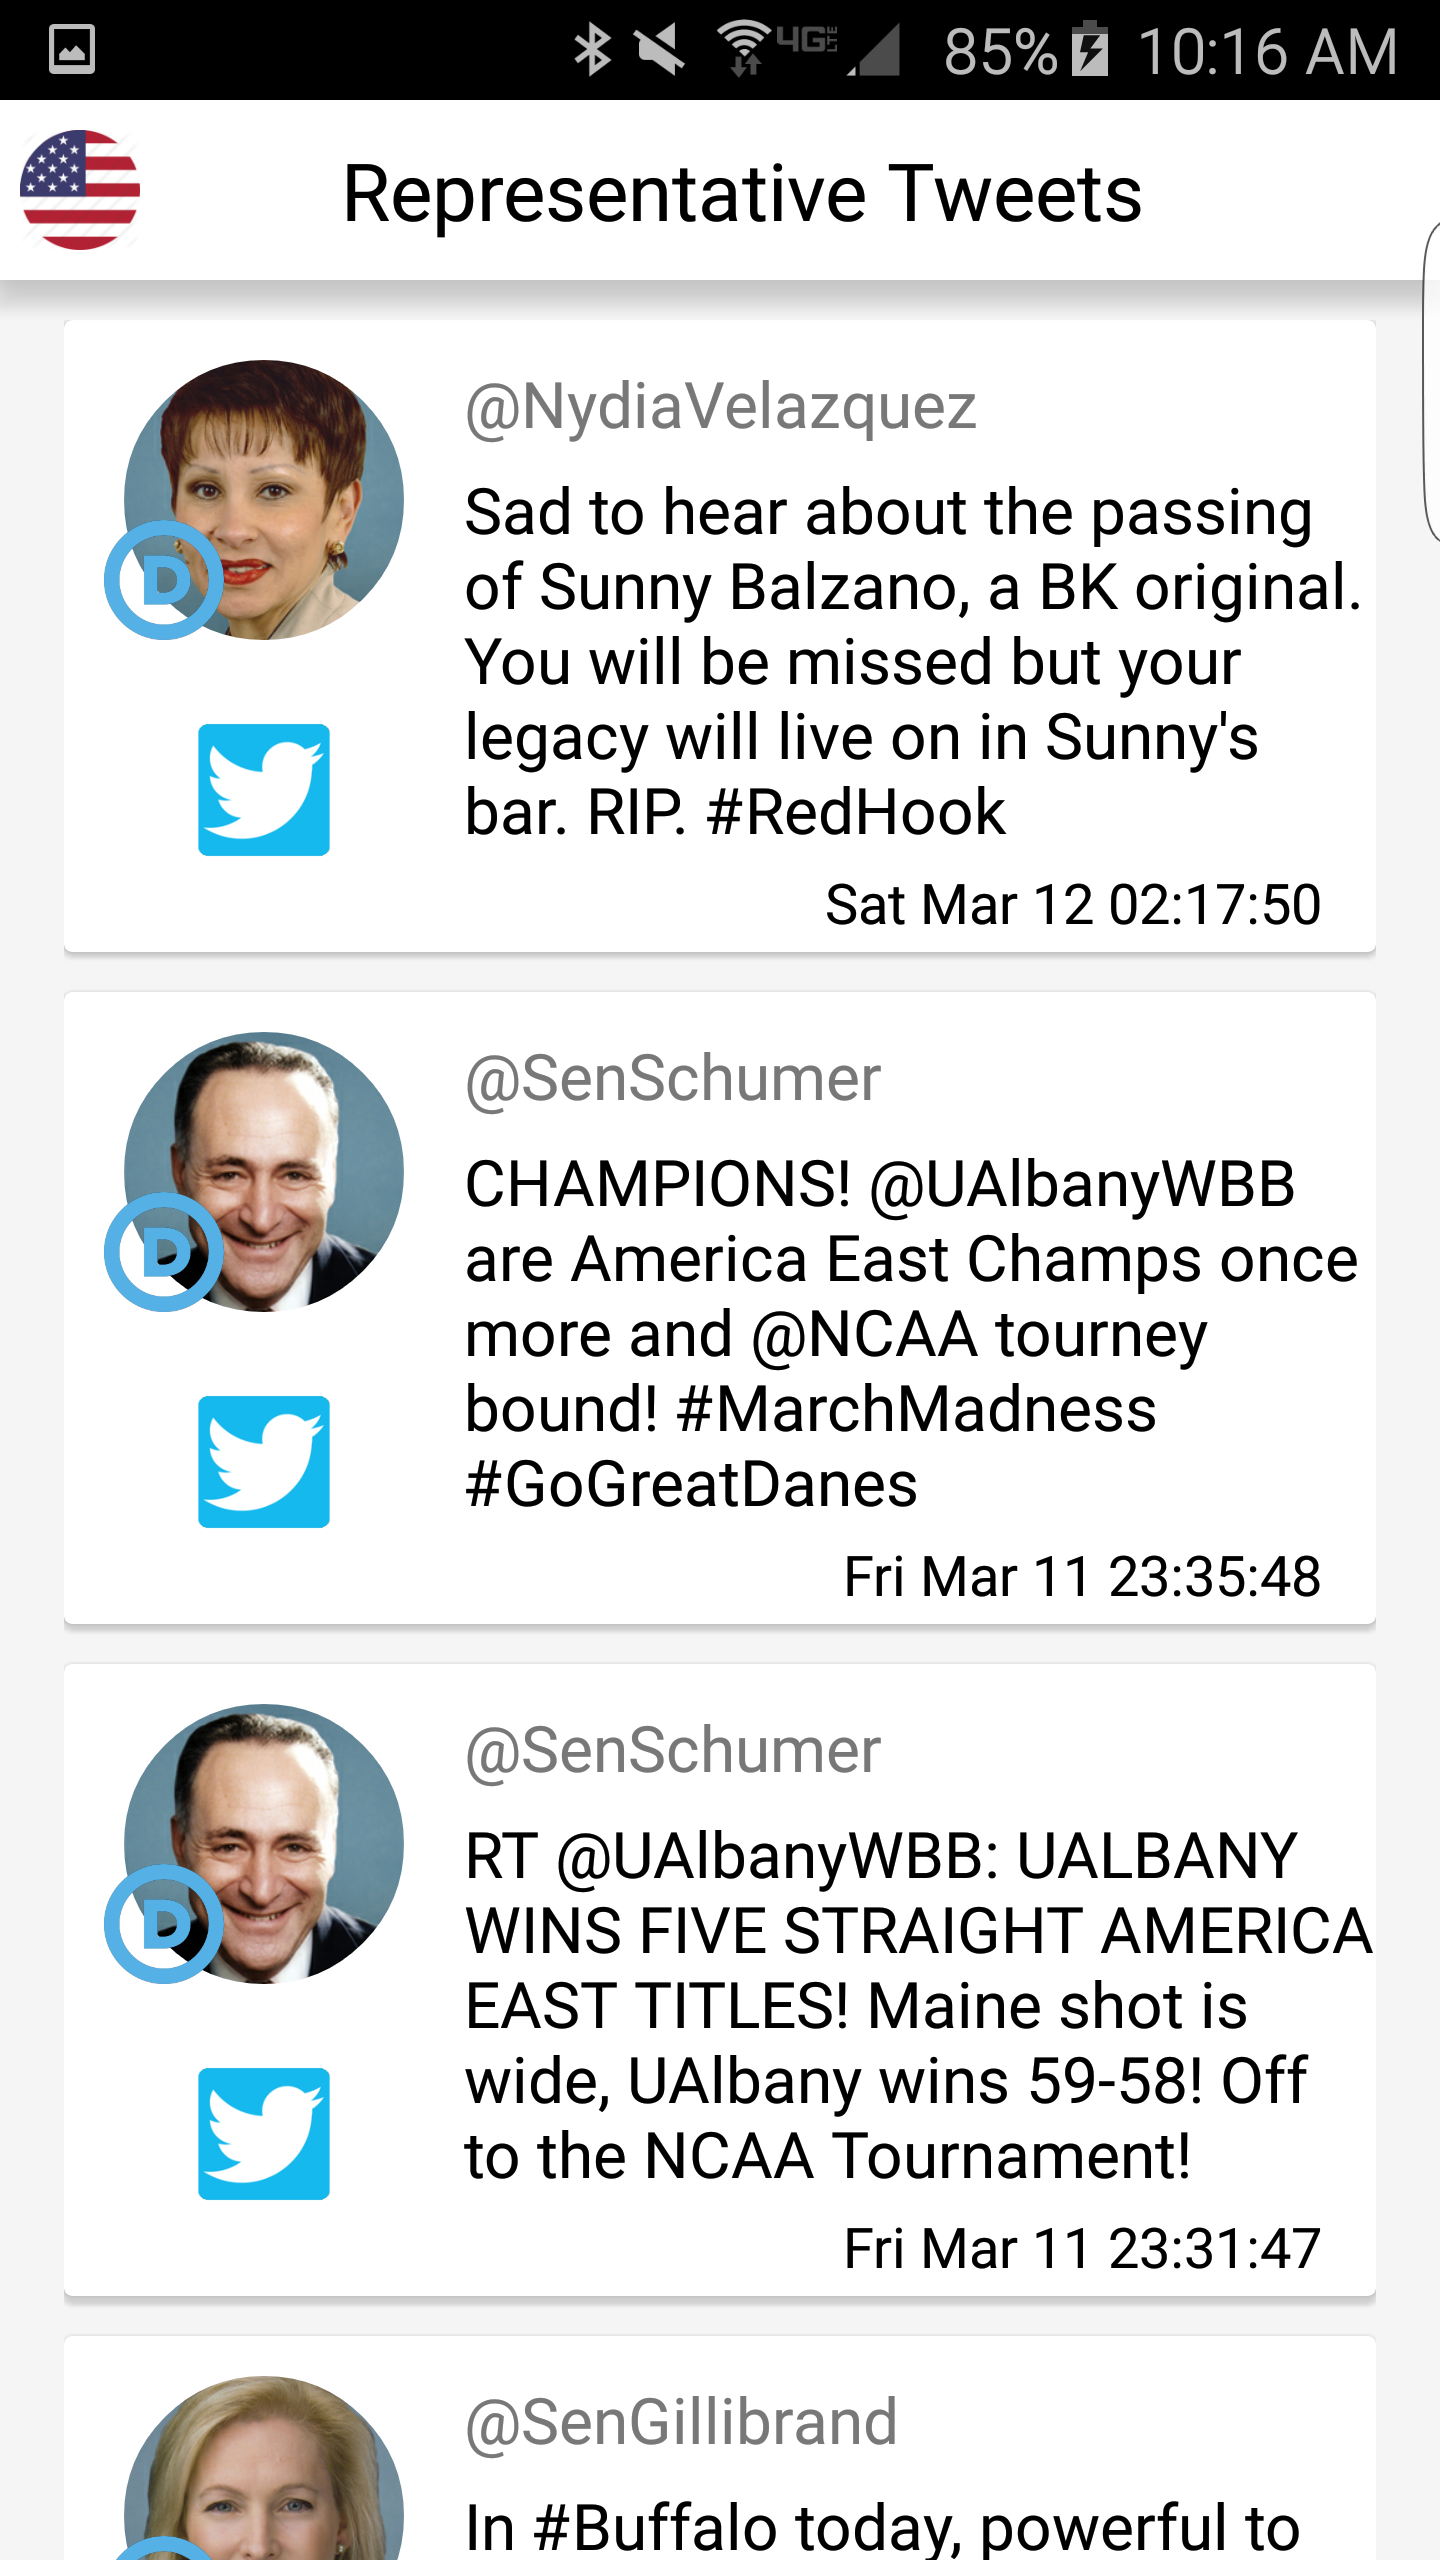 4G LTE 85% 10:16 AM
Representative Tweets
@NydiaVelazquez
Sad to hear about the passing
of Sunny Balzano, a BK original.
You will be missed but your
legacy will live on in Sunny's
bar. RIP. #RedHook
D
Sat Mar 12 02:17:50
@SenSchumer
CHAMPIONS! @UAlbanyWBB
are America East Champs once
more and @NCAA tourney
bound! #MarchMadness
#GoGreatDanes
D
Fri Mar 11 23:35:48
@SenSchumer
RT @UAlbanyWBB: UALBANY
WINS FIVE STRAIGHT AMERICA
EAST TITLES! Maine shot is
wide, UAlbany wins 59-58! Off
to the NCAA Tournament!
D
Fri Mar 11 23:31:47
@SenGillibrand
In #Buffalo today, powerful to